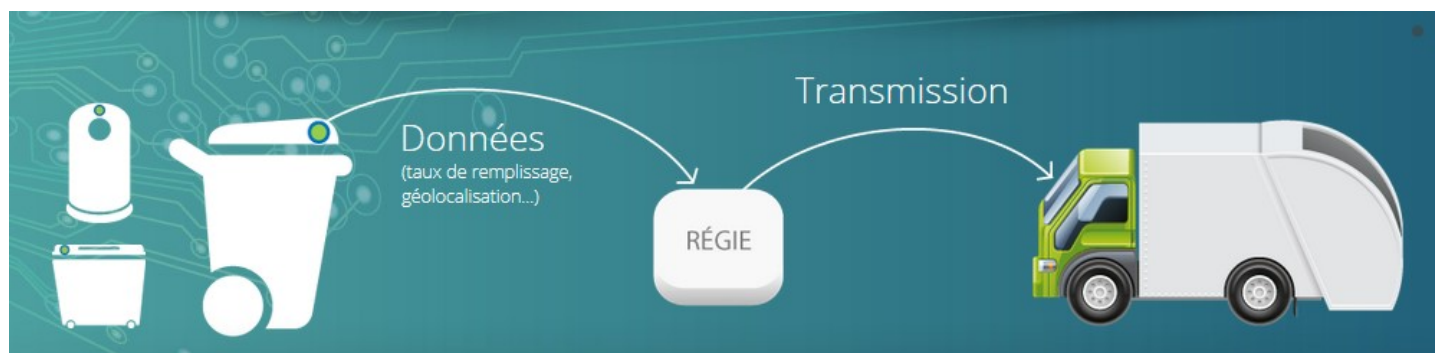 Transmission
Données
(taux de remplissage,
géolocalisation...)
RÉGIE